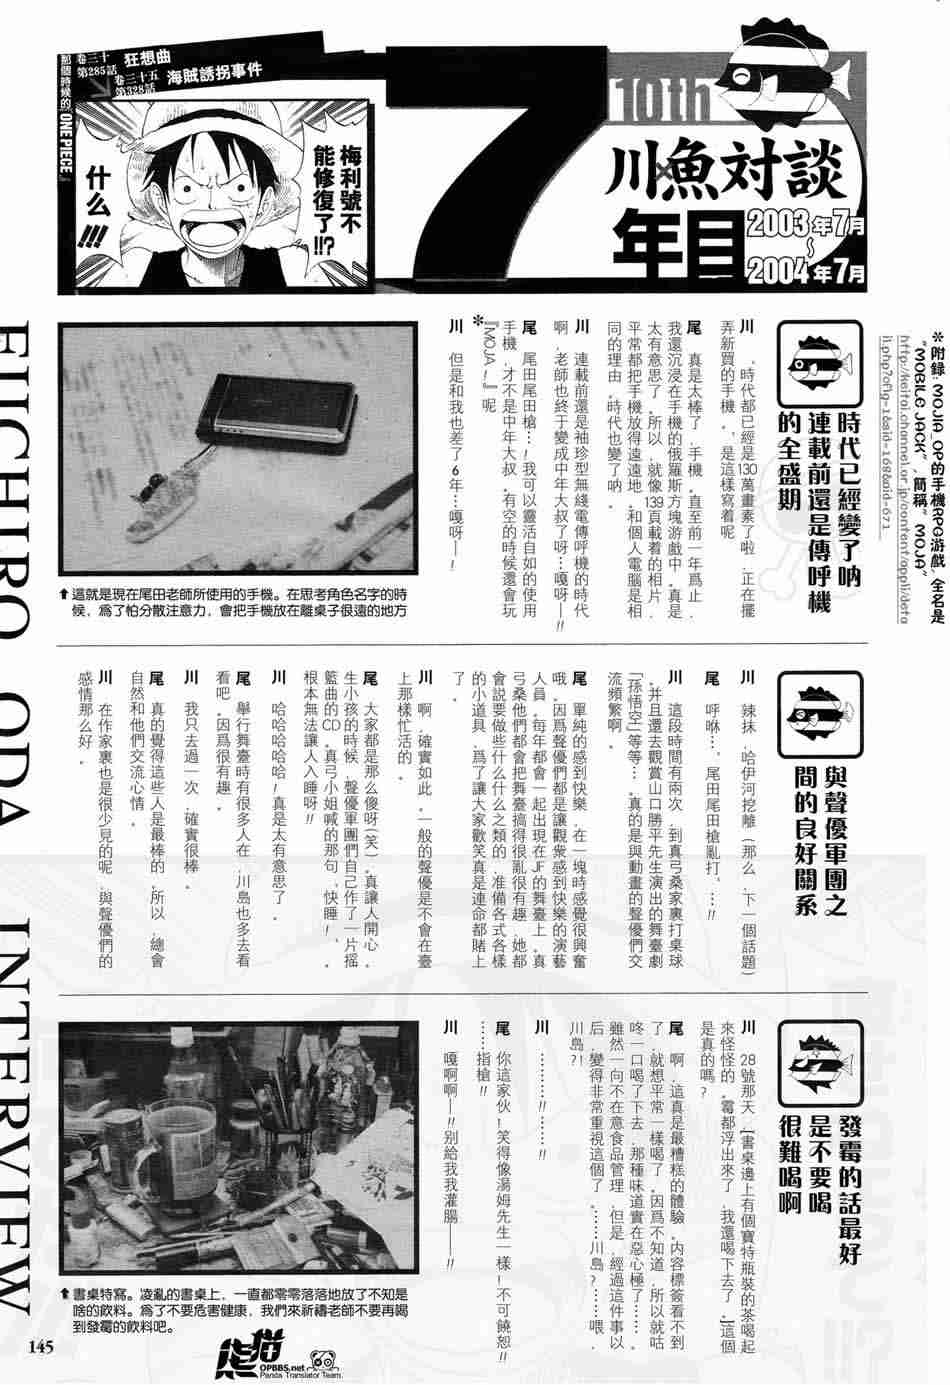 卷三十
第285話
狂想曲
卷三十五
第328話
海賊誘拐事件
那個時候的『ONE PIECE』
梅利號不
能修復了!!?
什么!!!
7
年目
10th
川×魚対談
2003年7月
~
2004年7月
*附錄：MOJIA_OP的手機RPG游戲,全名是
"MOBILE JACK",簡稱"MOJA"
http://keitai.channel.or.jp/content/appli/deta
il.php?cfig=1&sid=168&aid=671
時代已經變了呐
連載前還是傳呼機
的全盛期
川　，時代都已經是130萬畫素了啦．正在擺
弄新買的手機．，是這樣寫着呢
尾　真是太棒了．手機．直至前一年爲止．
我還沉浸在手機的俄羅斯方塊游戲中．真是
太有意思了。所以．就像139頁載着的相片．
平常都把手機放得遠遠地。和個人電腦是相
同的理由。時代也變了呐。
川　連載前還是袖珍型無綫電傳呼機的時代
啊．老師也終于變成中年大叔了呀…嘎呀—!!
尾　尾田尾田槍…!我可以靈活自如的使用
手機．才不是中年大叔。有空的時候還會玩
*『MOJA!』呢
川　但是和我也差了6年…嘎呀—!
這就是現在尾田老師所使用的手機。在思考角色名字的時
候，爲了怕分散注意力，會把手機放在離桌子很遠的地方
與聲優軍團之
間的良好關系
川　辣抹．哈伊河挖離（那么．下一個話題）
尾　呼咻…．尾田尾田槍亂打．…!!
川　這段時間有兩次．到真弓桑家裏打桌球
．并且還去觀賞山口勝平先生演出的舞臺劇
「孫悟空」等等…真的是與動畫的聲優們交
流頻繁啊。
尾　單純的感到快樂．在一塊時感覺很興奮
哦。因爲聲優們都是讓觀衆感到快樂的演藝
人員．每年都會一起出現在JF的舞臺上。真
弓桑他們都會把舞臺搞得很亂很有趣．她都
會説要做些什么什么之類的．准備各式各樣
的小道具．爲了讓大家歡笑真是連命都賭上
了。
川　啊．確實如此。一般的聲優是不會在臺
上那樣忙活的。
尾　大家都是那么傻呀(笑)。真讓人開心。
生小孩的時候．聲優軍團們自己作了一片搖
籃曲的CD。真弓小姐喊的那句．快睡!．．
根本無法讓人入睡呀!!
川　哈哈哈哈哈!真是太有意思了。
尾　舉行舞臺時有很多人在．川島也多去看
看吧。因爲很有趣。
川　我只去過一次．確實很棒。
尾　真的覺得這些人是最棒的．所以．總會
自然和他們交流心情。
川　在作家裏也是很少見的呢．與聲優們的
感情那么好。
發霉的話最好
是不要喝
很難喝啊
川　28號那天．「書桌邊上有個寶特瓶裝的茶喝起
來怪怪的。霉都浮出來了．我還喝下去了」這個
是真的嗎?
尾　啊．這真是最糟糕的體驗。内容標簽看不到
了．就想平常一樣喝了。因爲不知道．所以就咕
咚一口喝了下去．那種味道實在惡心極了……。
雖然一向不在意食品管理．但是．經過這件事以
后．變得非常重視這個了。……川島?……喂
川島?!
川　…………!!……!!
尾　你這家伙!笑得像湯姆先生一樣!不可饒恕!!
……指槍!!
川　嘎啊啊—!!別給我我灌腸—!!
書桌特寫。凌亂的書桌上，一直都零零落落地放了不知是
啥的飲料。爲了不要危害健康，我們來祈禱老師不要再喝
到發霉的飲料吧。
EIICHIRO ODA INTERVIEW
145
熊猫
OPBBS.net
Panda Translator Team.